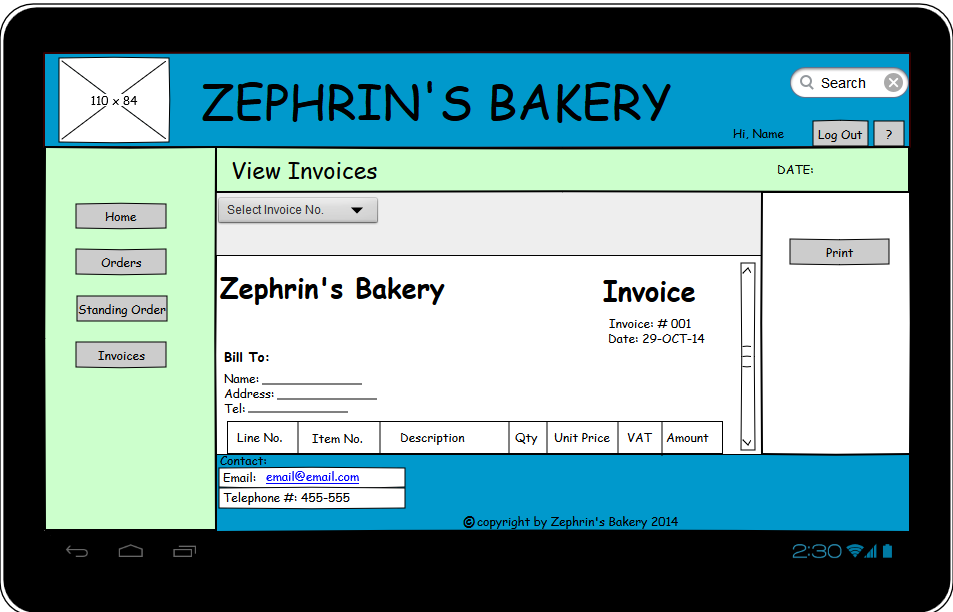 110 x 84
ZEPHRIN'S BAKERY
Search
Hi, Name
Log Out
?
View Invoices
DATE:
Home
Orders
Standing Order
Invoices
Select Invoice No.
Print
Zephrin's Bakery
Invoice
Invoice: # 001
Date: 29-OCT-14
Bill To:
Name:
Address:
Tel:
Line No. Item No. Description Qty Unit Price VAT Amount
Contact:
Email: email@email.com
Telephone #: 455-555
© copyright by Zephrin's Bakery 2014
2:30